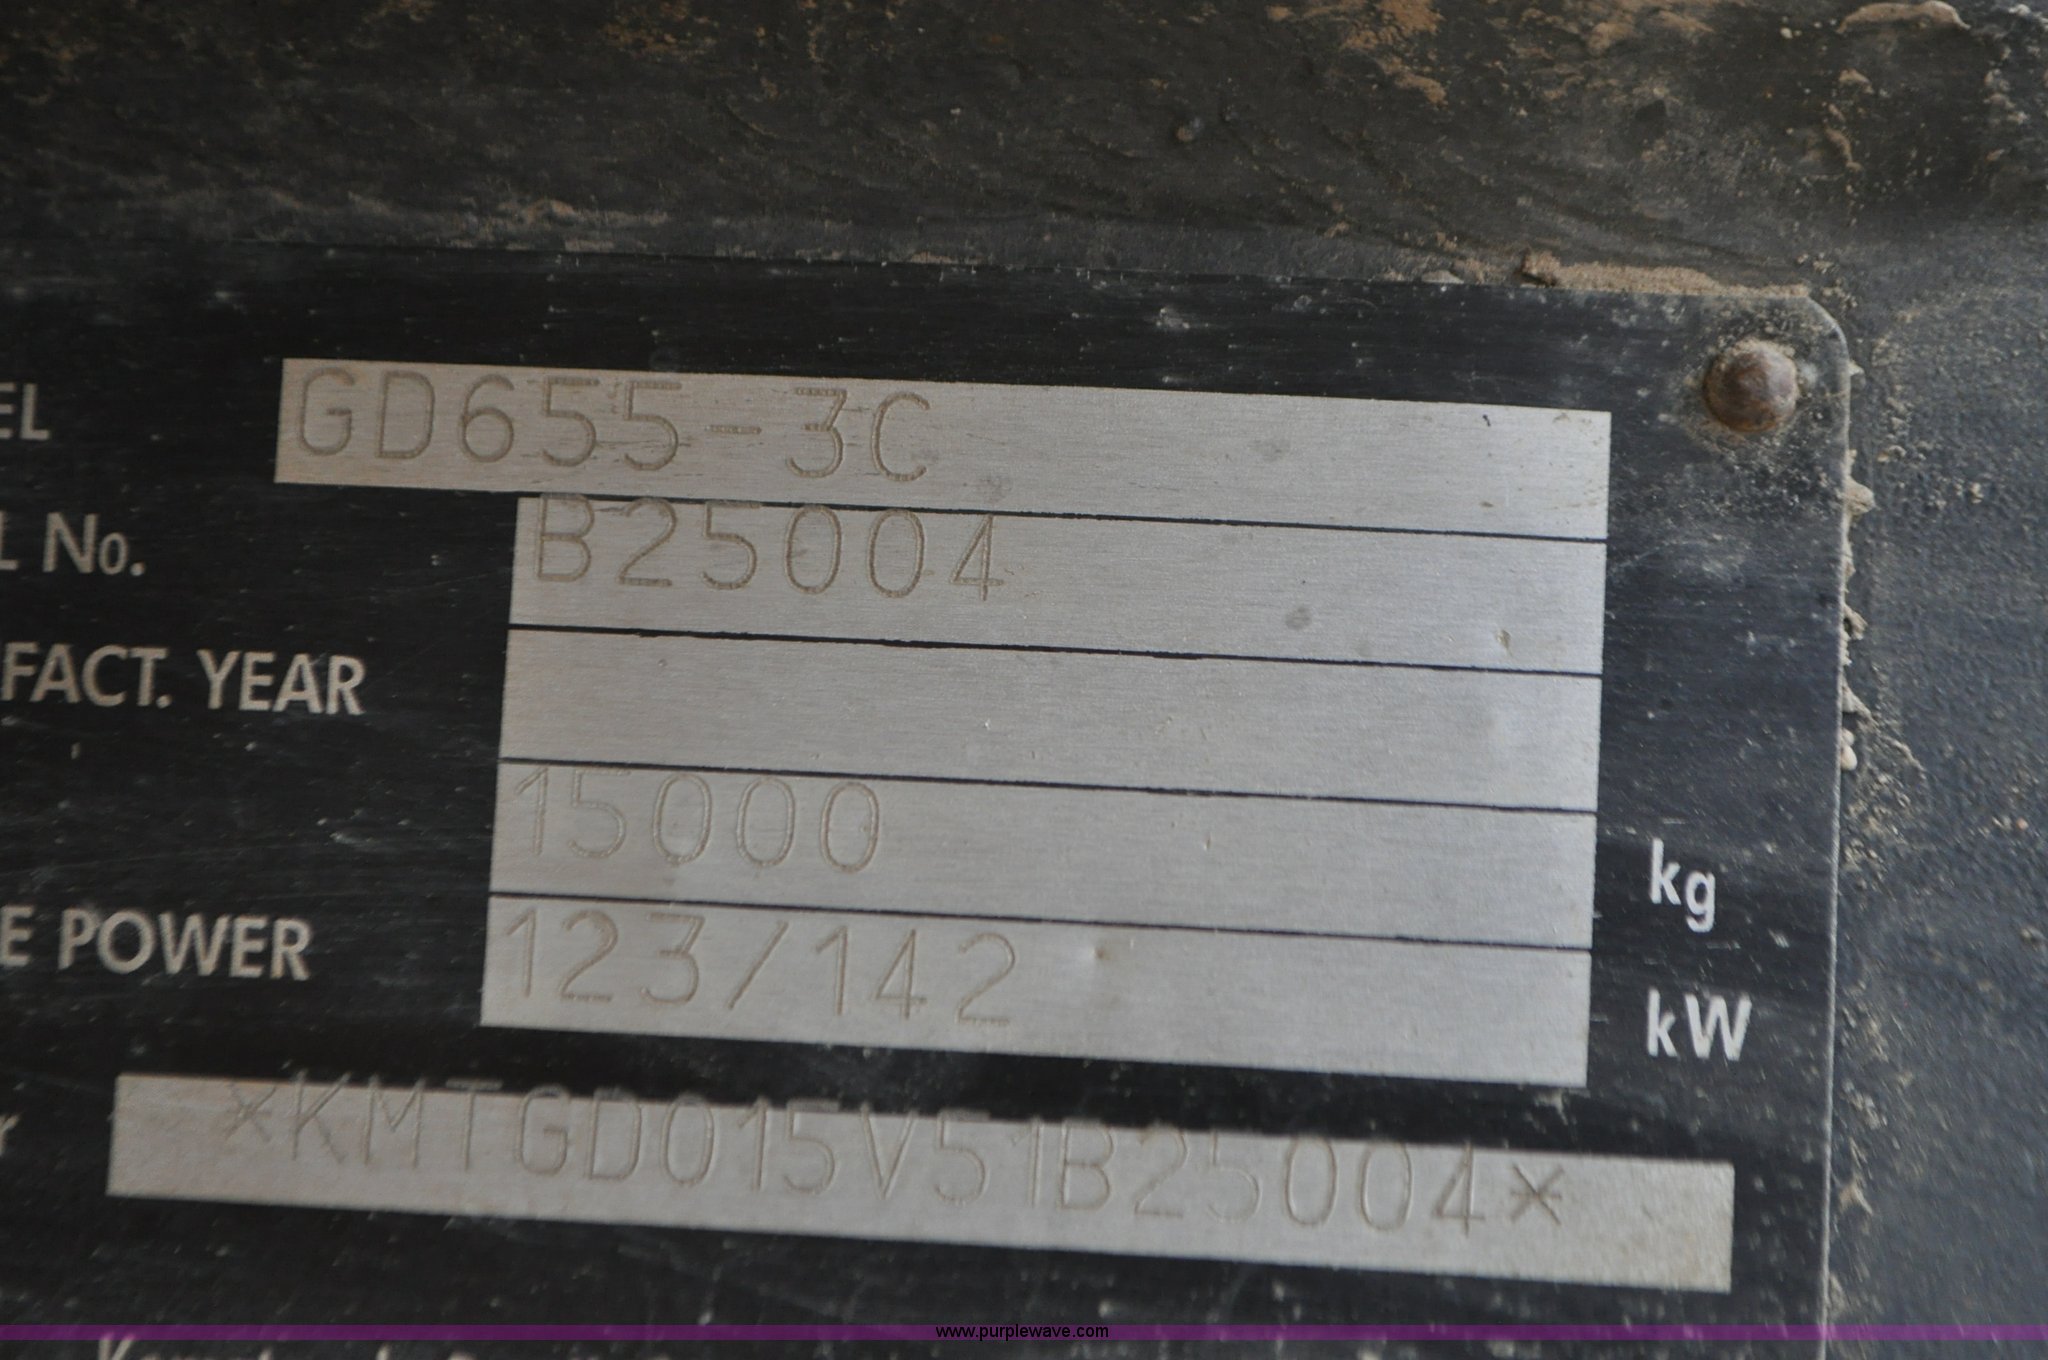 EL GD655-3C
L No. B25004
FACT. YEAR
15000 kg
E POWER 123/142 kW
r *KMTGD015V51B25004*
www.purplewave.com